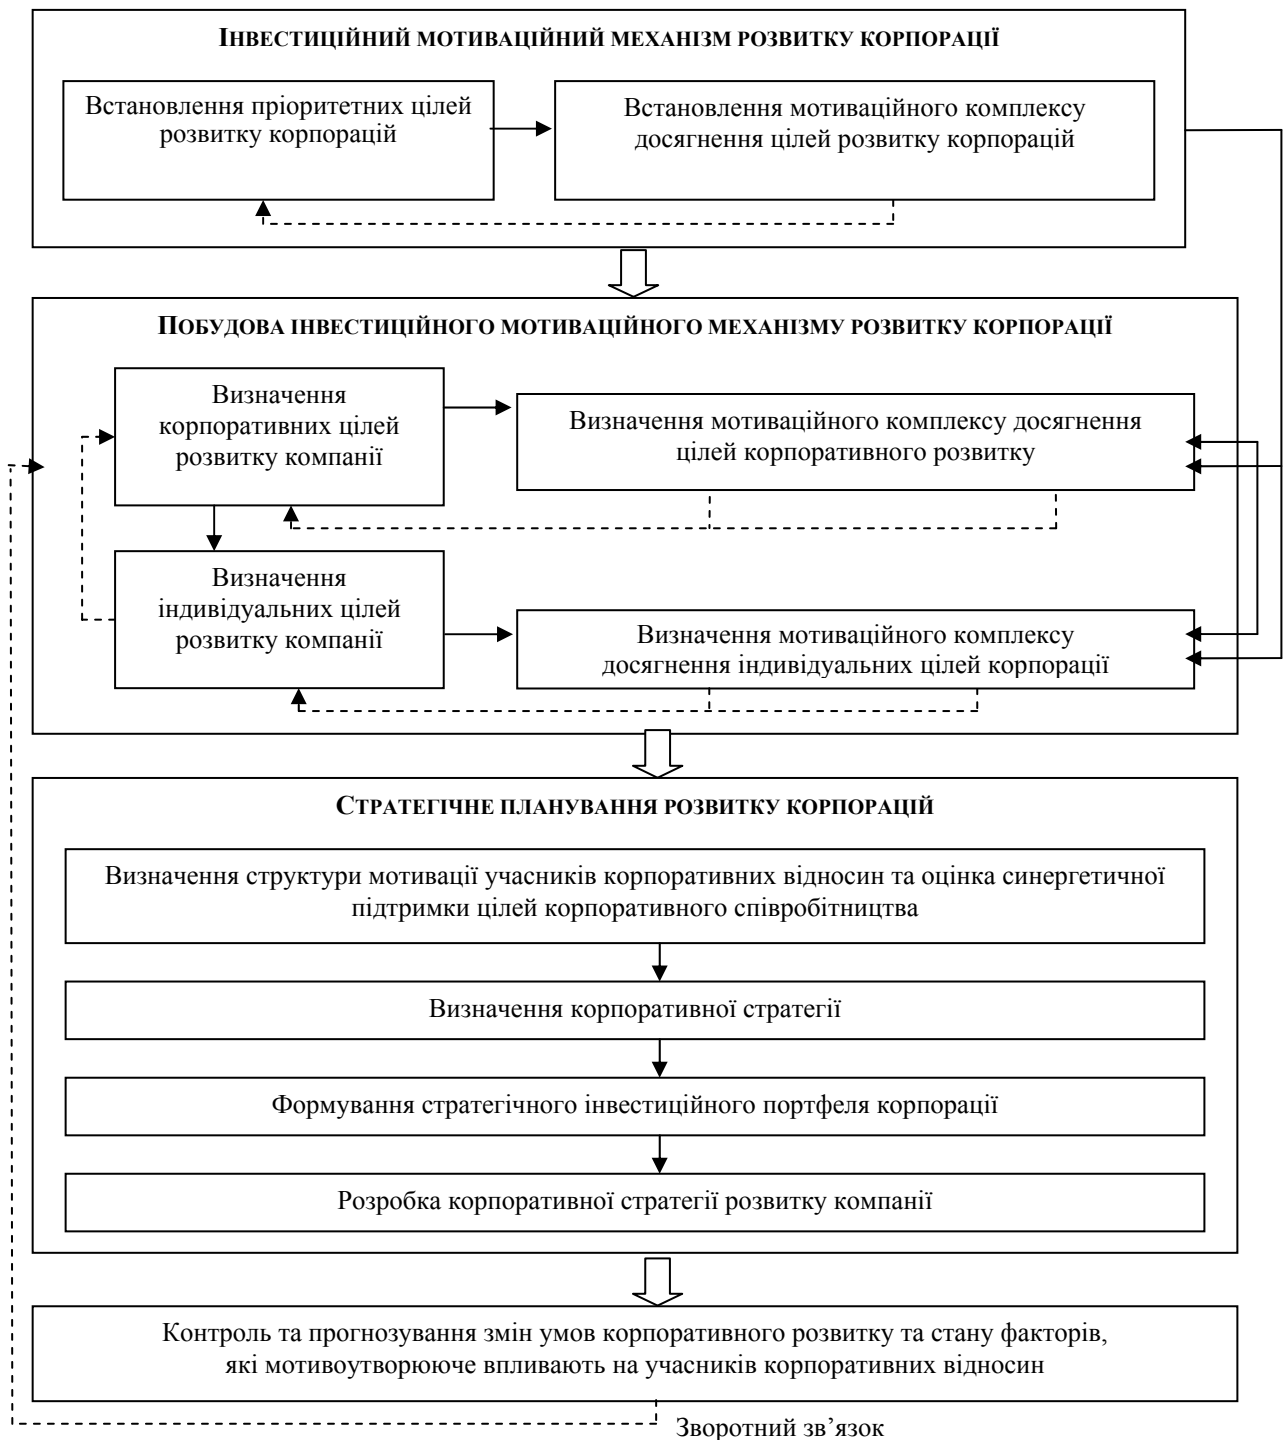 ІНВЕСТИЦІЙНИЙ МОТИВАЦІЙНИЙ МЕХАНІЗМ РОЗВИТКУ КОРПОРАЦІЇ
Встановлення пріоритетних цілей
розвитку корпорацій
Встановлення мотиваційного комплексу
досягнення цілей розвитку корпорацій
ПОБУДОВА ІНВЕСТИЦІЙНОГО МОТИВАЦІЙНОГО МЕХАНІЗМУ РОЗВИТКУ КОРПОРАЦІЇ
Визначення
корпоративних цілей
розвитку компанії
Визначення мотиваційного комплексу досягнення
цілей корпоративного розвитку
Визначення
індивідуальних цілей
розвитку компанії
Визначення мотиваційного комплексу
досягнення індивідуальних цілей корпорації
СТРАТЕГІЧНЕ ПЛАНУВАННЯ РОЗВИТКУ КОРПОРАЦІЙ
Визначення структури мотивації учасників корпоративних відносин та оцінка синергетичної
підтримки цілей корпоративного співробітництва
Визначення корпоративної стратегії
Формування стратегічного інвестиційного портфеля корпорації
Розробка корпоративної стратегії розвитку компанії
Контроль та прогнозування змін умов корпоративного розвитку та стану факторів,
які мотивоутворююче впливають на учасників корпоративних відносин
Зворотний зв’язок